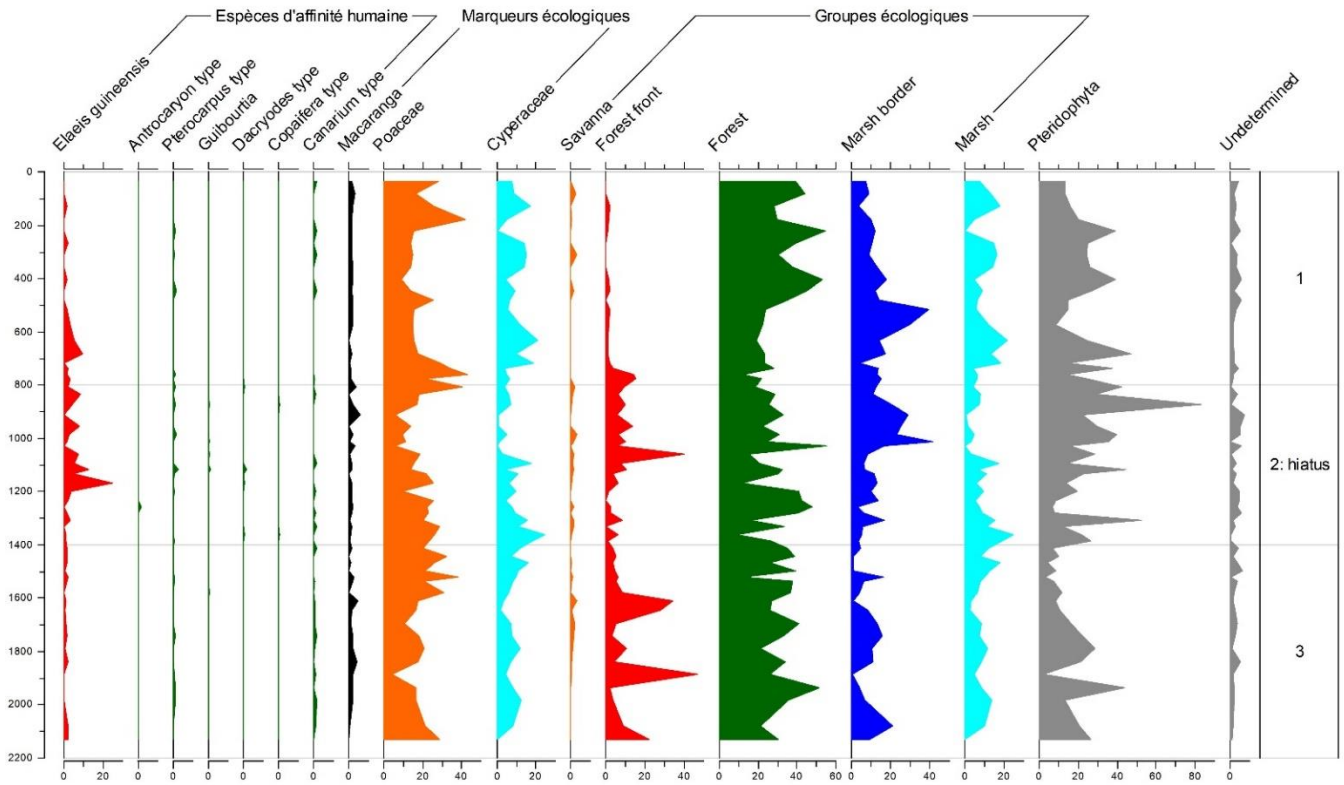 Espèces d'affinité humaine
Marqueurs écologiques
Groupes écologiques
Elaeis guineensis
Antrocaryon type
Pterocarpus type
Guibourtia
Dacryodes type
Copaifera type
Canarium type
Macaranga
Poaceae
Cyperaceae
Savanna
Forest front
Forest
Marsh border
Marsh
Pteridophyta
Undetermined
0
200
400
600
800
1000
1200
1400
1600
1800
2000
2200
1
2: hiatus
3
0 20 0 0 0 0 0 0 0 0 20 40 0 20 0 0 20 40 0 20 40 60 0 20 40 0 20 0 20 40 60 80 0